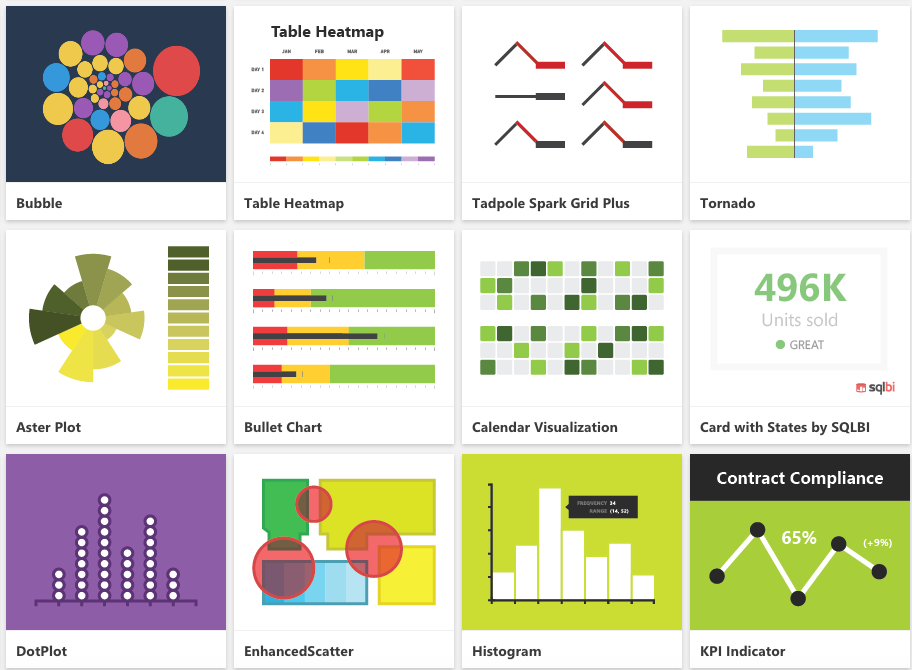 Table Heatmap
JAN FEB MAR APR MAY
DAY 1
DAY 2
DAY 3
DAY 4
Bubble
Table Heatmap
Tadpole Spark Grid Plus
Tornado
496K
Units sold
GREAT
sqlbi
Aster Plot
Bullet Chart
Calendar Visualization
Card with States by SQLBI
FREQUENCY 34
RANGE (14, 52)
Contract Compliance
65%
(+9%)
DotPlot
EnhancedScatter
Histogram
KPI Indicator